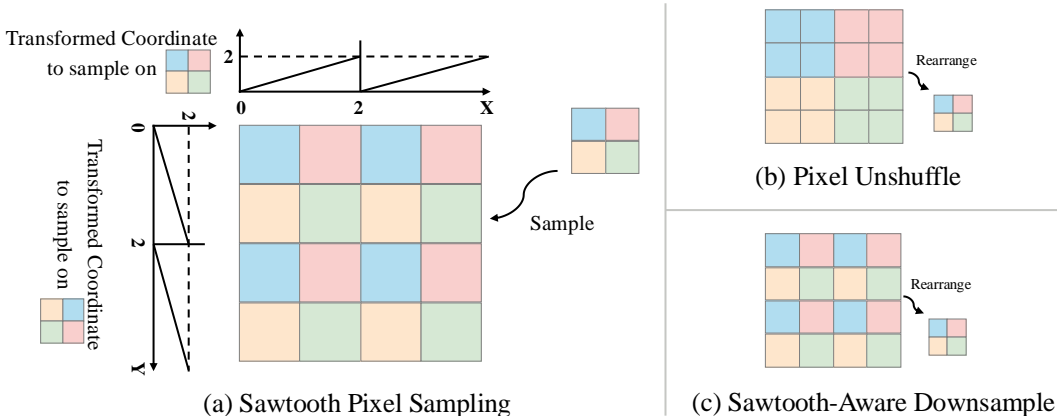 Transformed Coordinate
to sample on
2
0
2
X
2
0
Transformed Coordinate
to sample on
2
Y
Sample
(a) Sawtooth Pixel Sampling
Rearrange
(b) Pixel Unshuffle
Rearrange
(c) Sawtooth-Aware Downsample